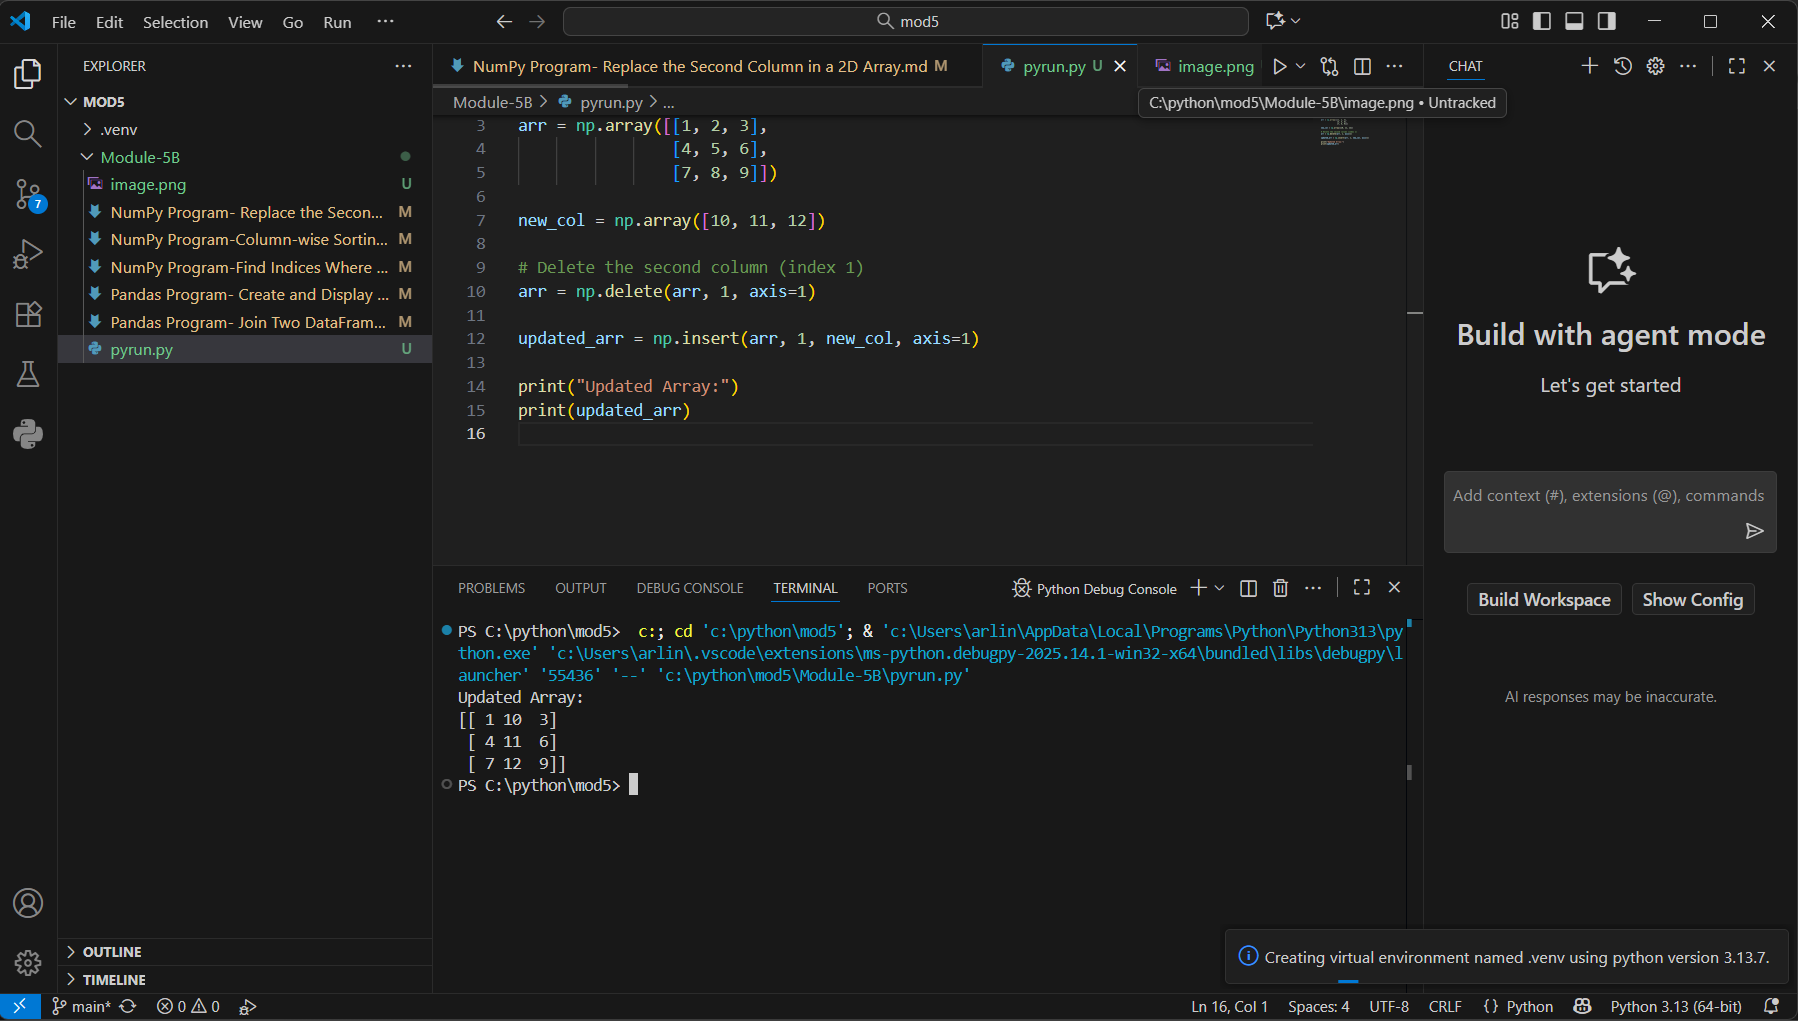 File Edit Selection View Go Run ...
mod5
EXPLORER
MOD5
.venv
Module-5B
image.png U
NumPy Program- Replace the Secon... M
NumPy Program-Column-wise Sortin... M
NumPy Program-Find Indices Where ... M
Pandas Program- Create and Display ... M
Pandas Program- Join Two DataFram... M
pyrun.py U
OUTLINE
TIMELINE
NumPy Program- Replace the Second Column in a 2D Array.md M
pyrun.py U
image.png
Module-5B > pyrun.py > ...
C:\python\mod5\Module-5B\image.png • Untracked
3 arr = np.array([[1, 2, 3],
4 [4, 5, 6],
5 [7, 8, 9]])
6
7 new_col = np.array([10, 11, 12])
8
9 # Delete the second column (index 1)
10 arr = np.delete(arr, 1, axis=1)
11
12 updated_arr = np.insert(arr, 1, new_col, axis=1)
13
14 print("Updated Array:")
15 print(updated_arr)
16
PROBLEMS OUTPUT DEBUG CONSOLE TERMINAL PORTS
Python Debug Console
PS C:\python\mod5>  c:; cd 'c:\python\mod5'; & 'c:\Users\arlin\AppData\Local\Programs\Python\Python313\py
thon.exe' 'c:\Users\arlin\.vscode\extensions\ms-python.debugpy-2025.14.1-win32-x64\bundled\libs\debugpy\l
auncher' '55436' '--' 'c:\python\mod5\Module-5B\pyrun.py'
Updated Array:
[[ 1 10  3]
 [ 4 11  6]
 [ 7 12  9]]
PS C:\python\mod5>
CHAT
Build with agent mode
Let's get started
Add context (#), extensions (@), commands
Build Workspace
Show Config
AI responses may be inaccurate.
Creating virtual environment named .venv using python version 3.13.7.
7
main* 0 0
Ln 16, Col 1 Spaces: 4 UTF-8 CRLF {} Python Python 3.13 (64-bit)